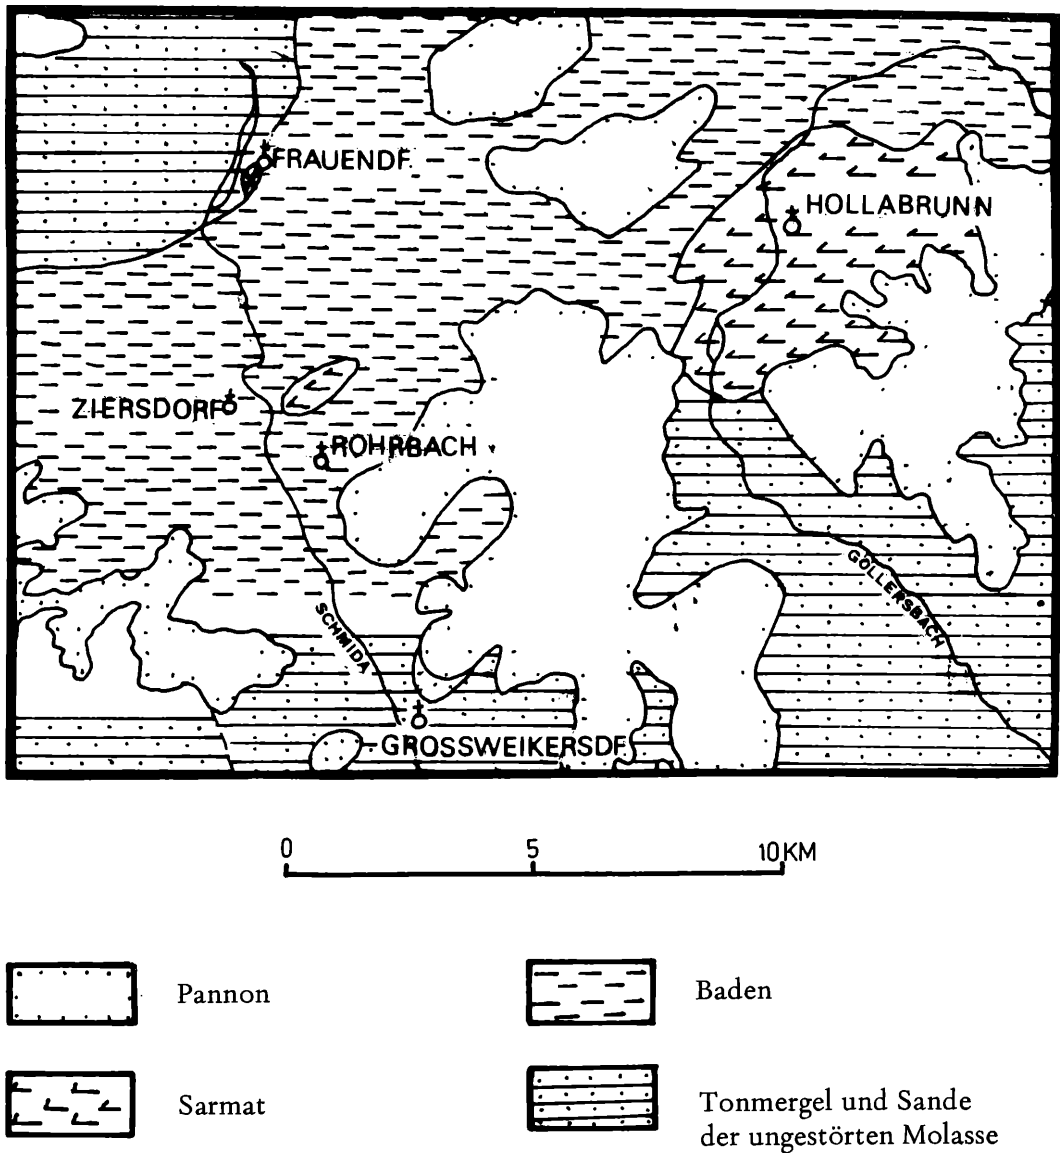 FRAUENDF.
HOLLABRUNN
ZIERSDORF
ROHRBACH
GÖLLERSBACH
SCHMIDA
GROSSWEIKERSDF.
0 5 10KM
Pannon
Baden
Sarmat
Tonmergel und Sande
der ungestörten Molasse